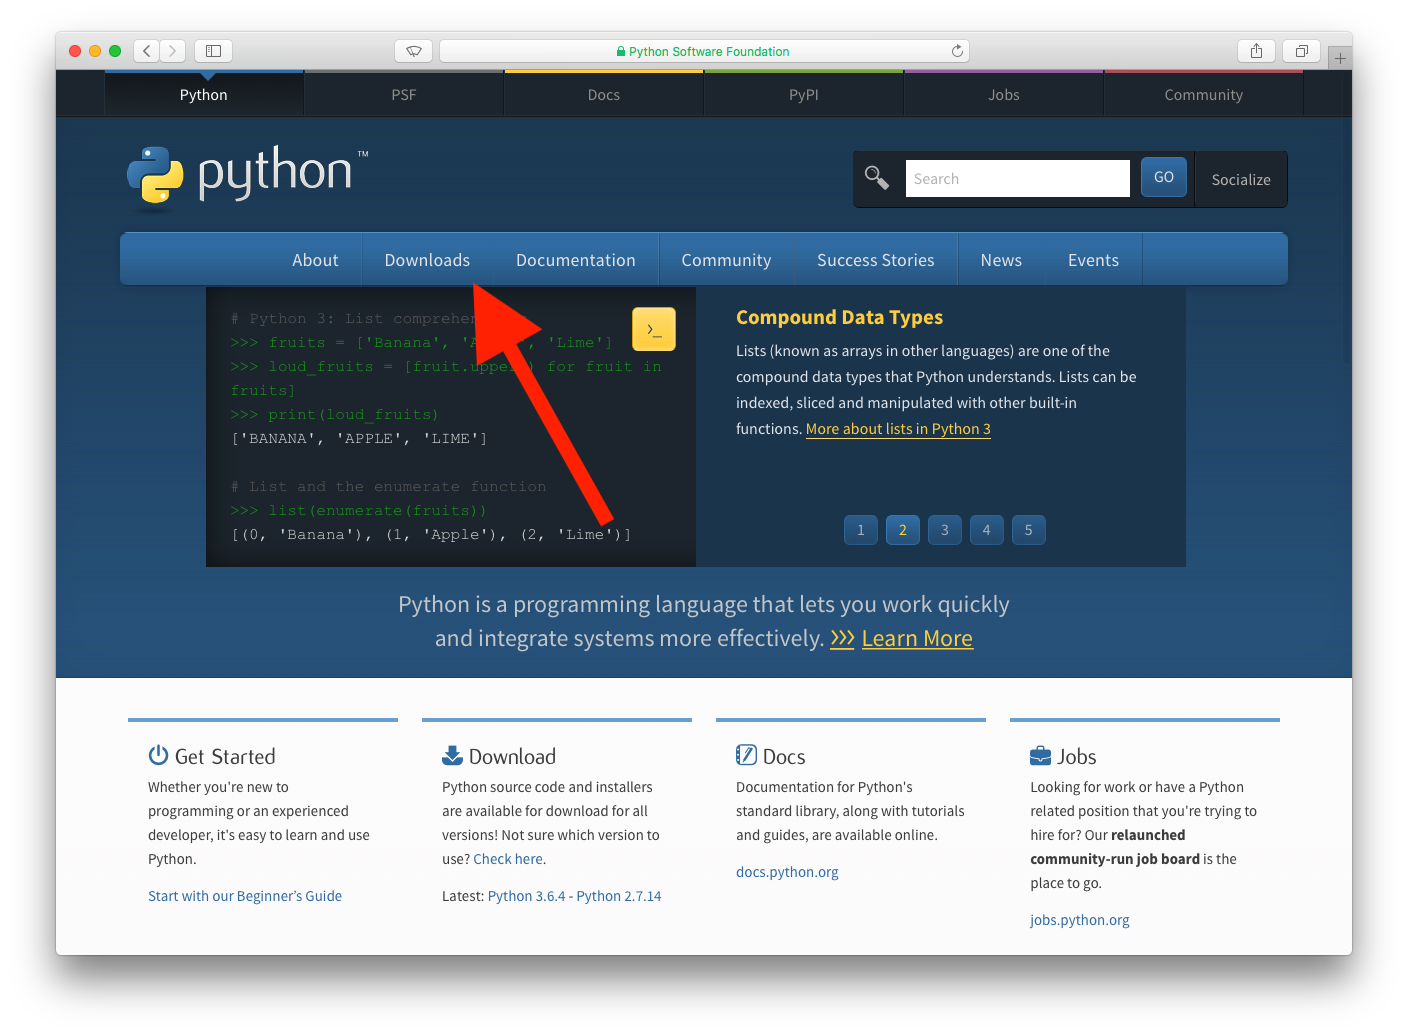 Python Software Foundation
Python
PSF
Docs
PyPI
Jobs
Community
python™
Search
GO
Socialize
About
Downloads
Documentation
Community
Success Stories
News
Events
# Python 3: List comprehen
>>> fruits = ['Banana', 'A , 'Lime']
>>> loud_fruits = [fruit.upper() for fruit in
fruits]
>>> print(loud_fruits)
['BANANA', 'APPLE', 'LIME']
# List and the enumerate function
>>> list(enumerate(fruits))
[(0, 'Banana'), (1, 'Apple'), (2, 'Lime')]
>_
Compound Data Types
Lists (known as arrays in other languages) are one of the
compound data types that Python understands. Lists can be
indexed, sliced and manipulated with other built-in
functions. More about lists in Python 3
1 2 3 4 5
Python is a programming language that lets you work quickly
and integrate systems more effectively. >>> Learn More
Get Started
Whether you're new to
programming or an experienced
developer, it's easy to learn and use
Python.
Start with our Beginner’s Guide
Download
Python source code and installers
are available for download for all
versions! Not sure which version to
use? Check here.
Latest: Python 3.6.4 - Python 2.7.14
Docs
Documentation for Python's
standard library, along with tutorials
and guides, are available online.
docs.python.org
Jobs
Looking for work or have a Python
related position that you're trying to
hire for? Our relaunched
community-run job board is the
place to go.
jobs.python.org